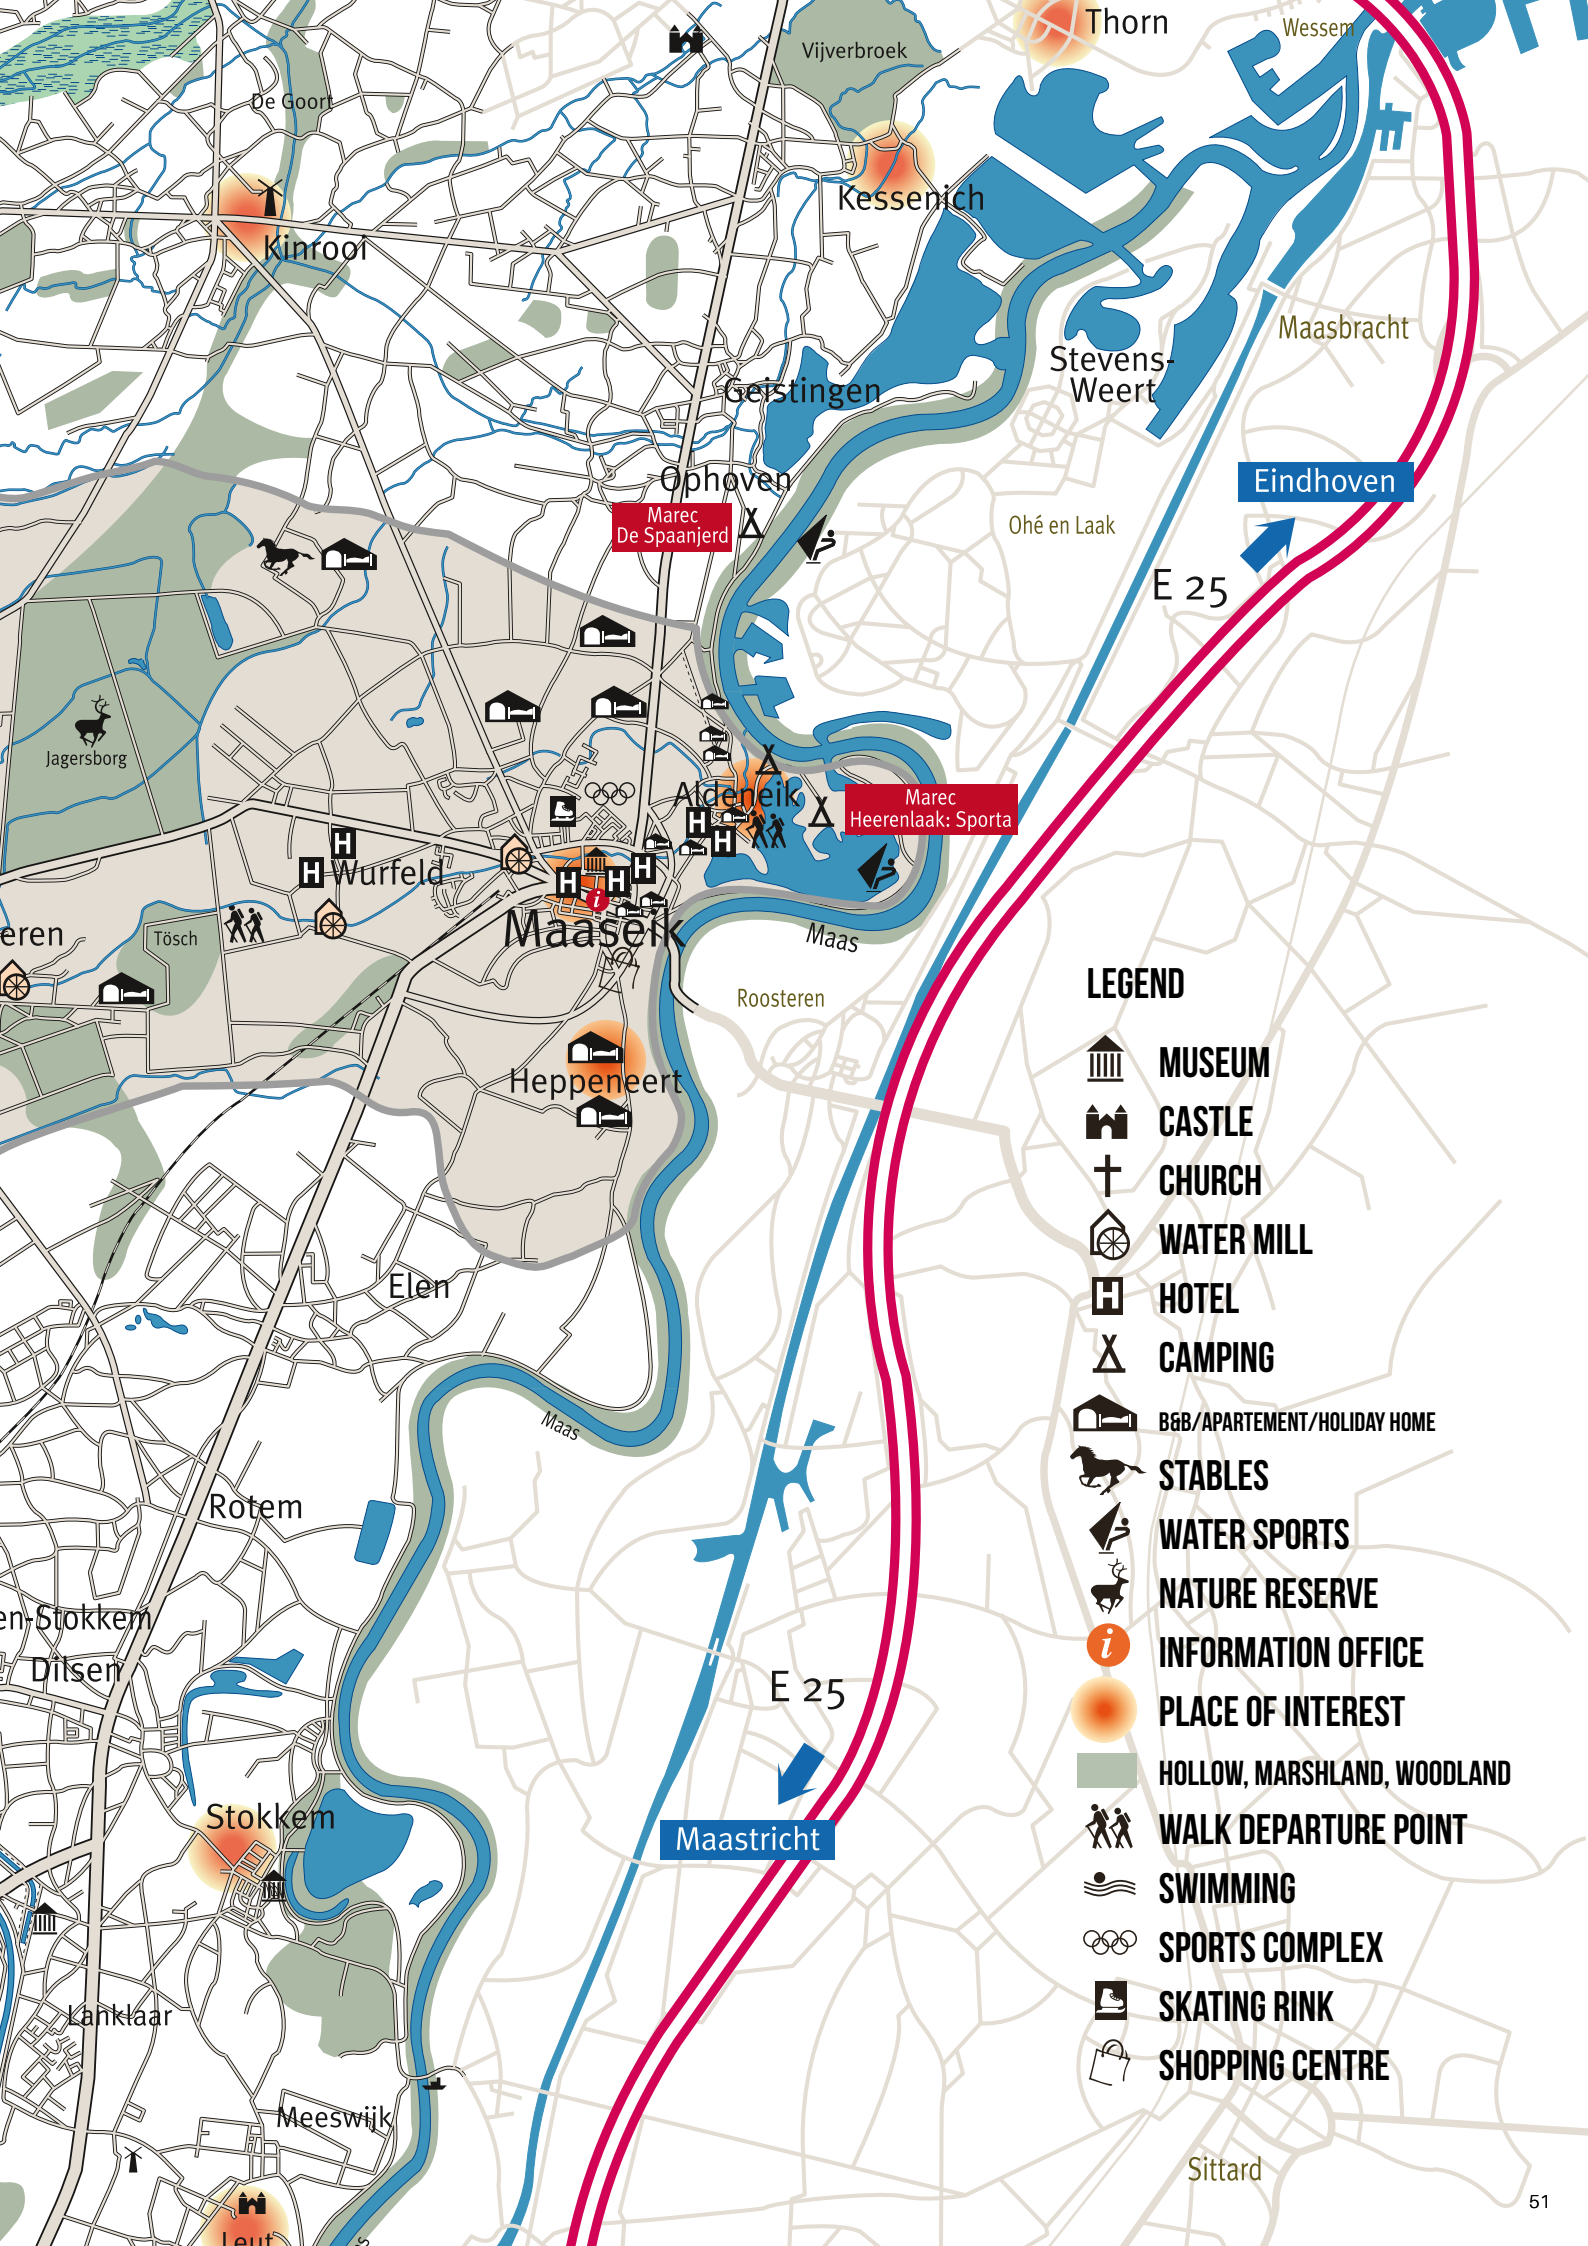 Thorn
Wessem
Vijverbroek
De Goort
Kessenich
Kinrooi
Maasbracht
Stevens-
Weert
Geistingen
Ophoven
Eindhoven
Marec
De Spaanjerd
Ohé en Laak
E 25
Jagersborg
Aldeneik
Marec
Heerenlaak: Sporta
H
H
H
H
Wurfeld
H
H
H
i
Maaseik
eren
Tösch
Maas
Roosteren
Heppeneert
Elen
Maas
Rotem
en-Stokkem
Dilsen
E 25
Stokkem
Maastricht
Lanklaar
Meeswijk
Leut
s
Sittard
LEGEND
MUSEUM
CASTLE
CHURCH
WATER MILL
H HOTEL
CAMPING
B&B/APARTEMENT/HOLIDAY HOME
STABLES
WATER SPORTS
NATURE RESERVE
i INFORMATION OFFICE
PLACE OF INTEREST
HOLLOW, MARSHLAND, WOODLAND
WALK DEPARTURE POINT
SWIMMING
SPORTS COMPLEX
SKATING RINK
SHOPPING CENTRE
51